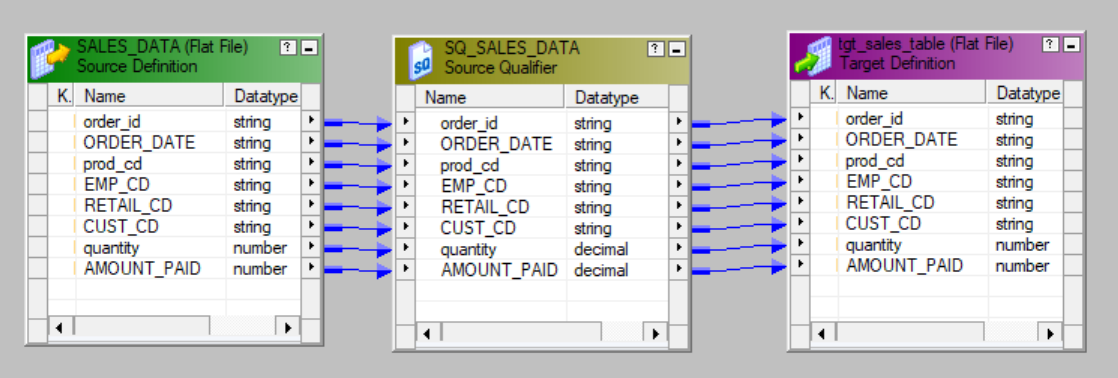 SALES_DATA (Flat File) ?
Source Definition
K. Name Datatype
order_id string
ORDER_DATE string
prod_cd string
EMP_CD string
RETAIL_CD string
CUST_CD string
quantity number
AMOUNT_PAID number
SQ
SQ_SALES_DATA ?
Source Qualifier
Name Datatype
order_id string
ORDER_DATE string
prod_cd string
EMP_CD string
RETAIL_CD string
CUST_CD string
quantity decimal
AMOUNT_PAID decimal
tgt_sales_table (Flat File) ?
Target Definition
K. Name Datatype
order_id string
ORDER_DATE string
prod_cd string
EMP_CD string
RETAIL_CD string
CUST_CD string
quantity number
AMOUNT_PAID number